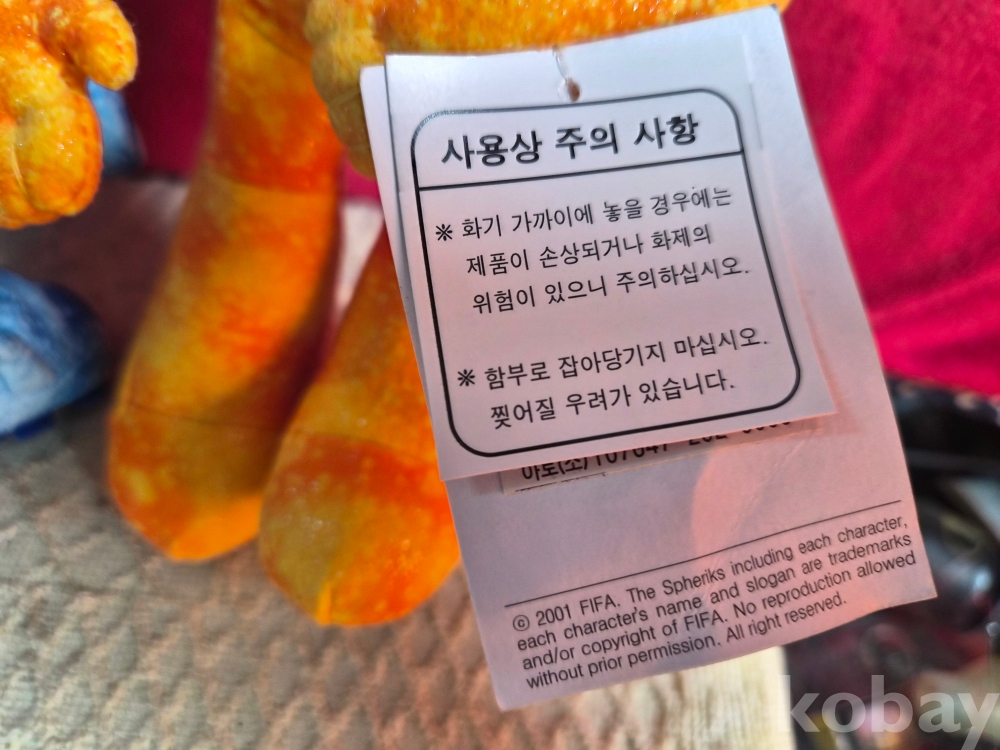 사용상 주의 사항
※ 화기 가까이에 놓을 경우에는
제품이 손상되거나 화제의
위험이 있으니 주의하십시오.
※ 함부로 잡아당기지 마십시오.
찢어질 우려가 있습니다.
© 2001 FIFA. The Spheriks including each character,
each character's name and slogan are trademarks
and/or copyright of FIFA. No reproduction allowed
without prior permission. All right reserved.
kobay